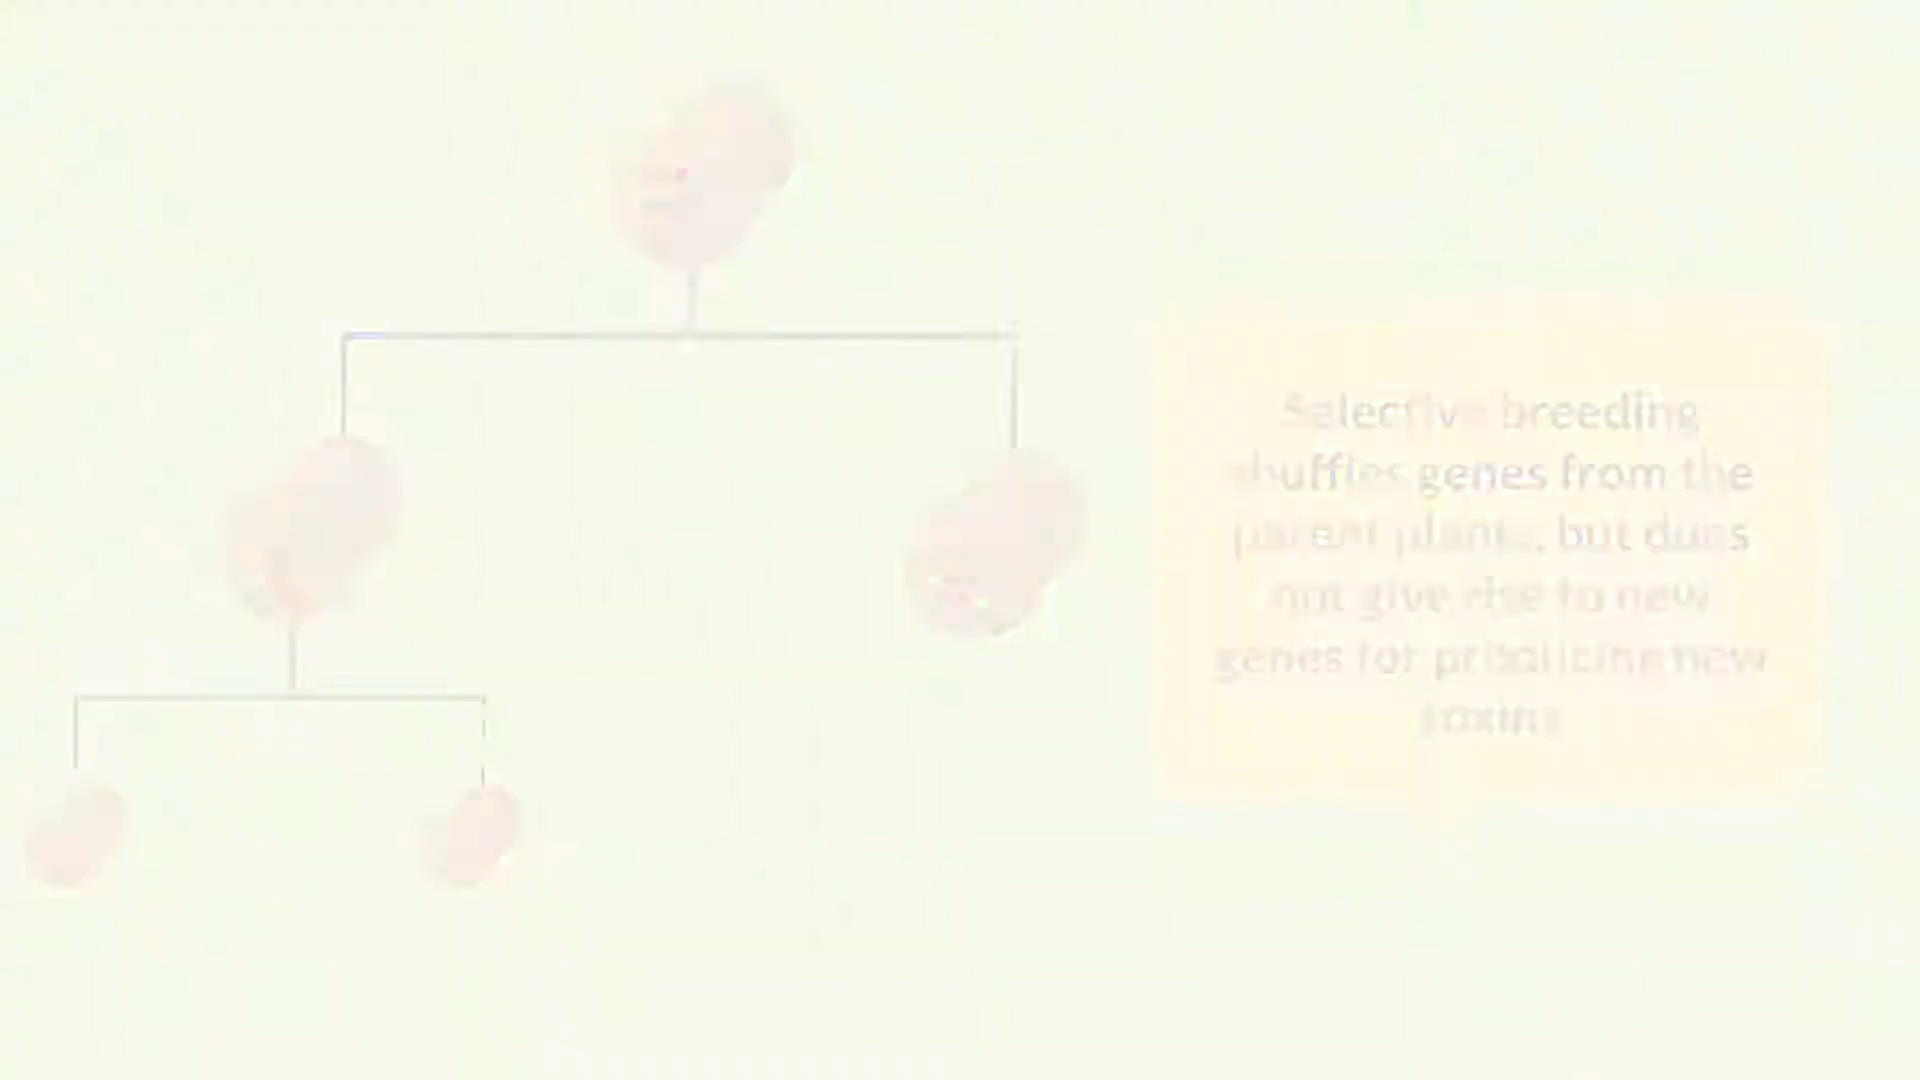 Selective breeding
shuffles genes from the
parent plants, but does
not give rise to new
genes for producing new
toxins